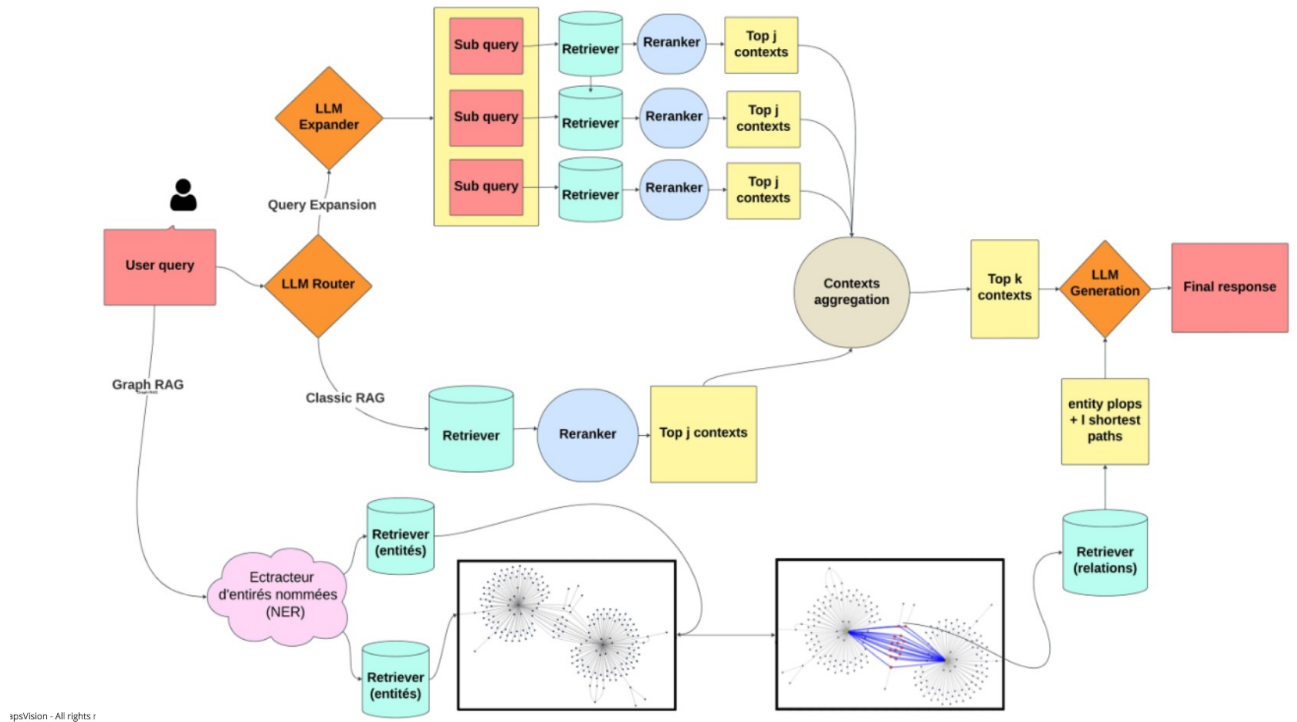 Sub query
Retriever
Reranker
Top j
contexts
LLM
Expander
Sub query
Retriever
Reranker
Top j
contexts
Sub query
Retriever
Reranker
Top j
contexts
Query Expansion
User query
LLM Router
Contexts
aggregation
Top k
contexts
LLM
Generation
Final response
Graph RAG
Classic RAG
Retriever
Reranker
Top j contexts
entity plops
+ l shortest
paths
Retriever
(entités)
Ectracteur
d'entirés nommées
(NER)
Retriever
(relations)
Retriever
(entités)
apsVision - All rights r